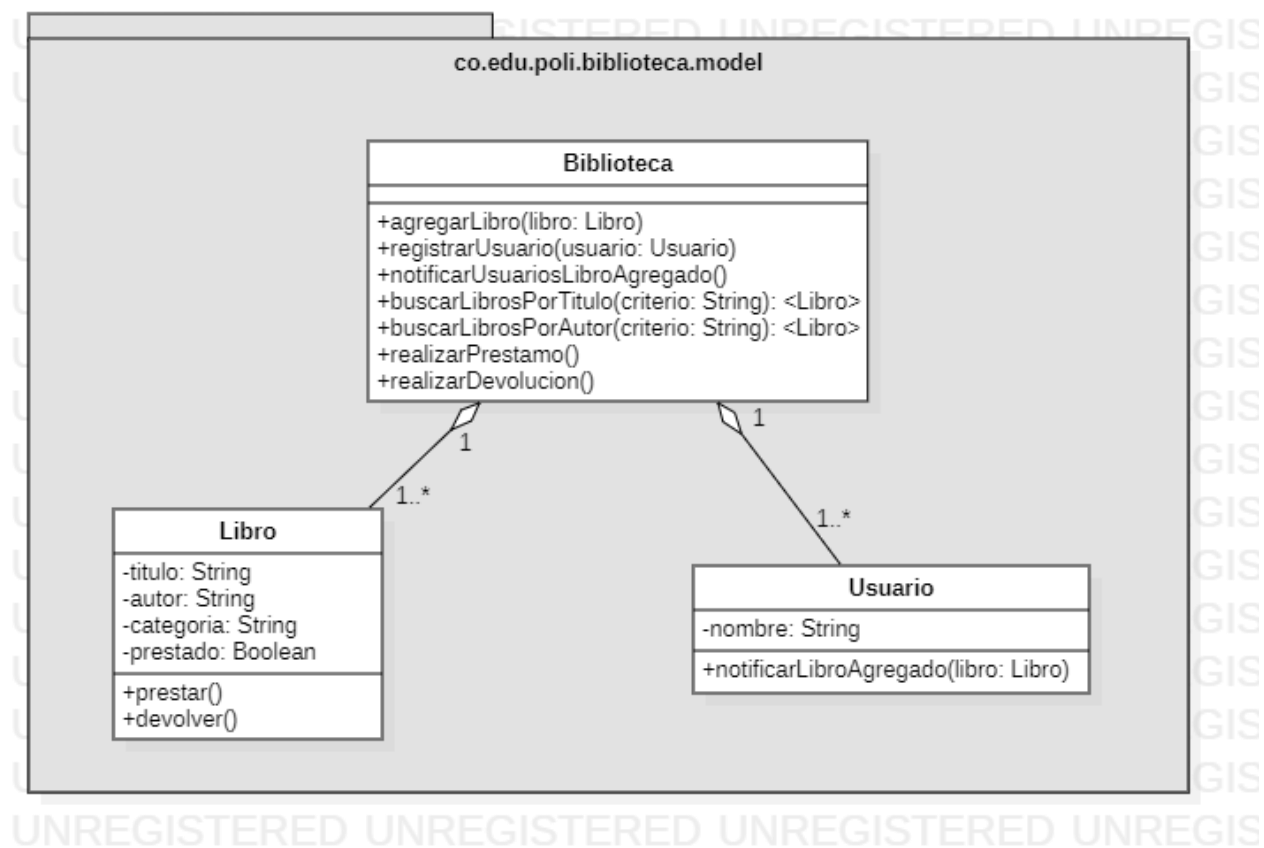 co.edu.poli.biblioteca.model
Biblioteca
+agregarLibro(libro: Libro)
+registrarUsuario(usuario: Usuario)
+notificarUsuariosLibroAgregado()
+buscarLibrosPorTitulo(criterio: String): <Libro>
+buscarLibrosPorAutor(criterio: String): <Libro>
+realizarPrestamo()
+realizarDevolucion()
1
1
1..*
1..*
Libro
-titulo: String
-autor: String
-categoria: String
-prestado: Boolean
+prestar()
+devolver()
Usuario
-nombre: String
+notificarLibroAgregado(libro: Libro)
UNREGISTERED UNREGISTERED UNREGISTERED UNREGIS